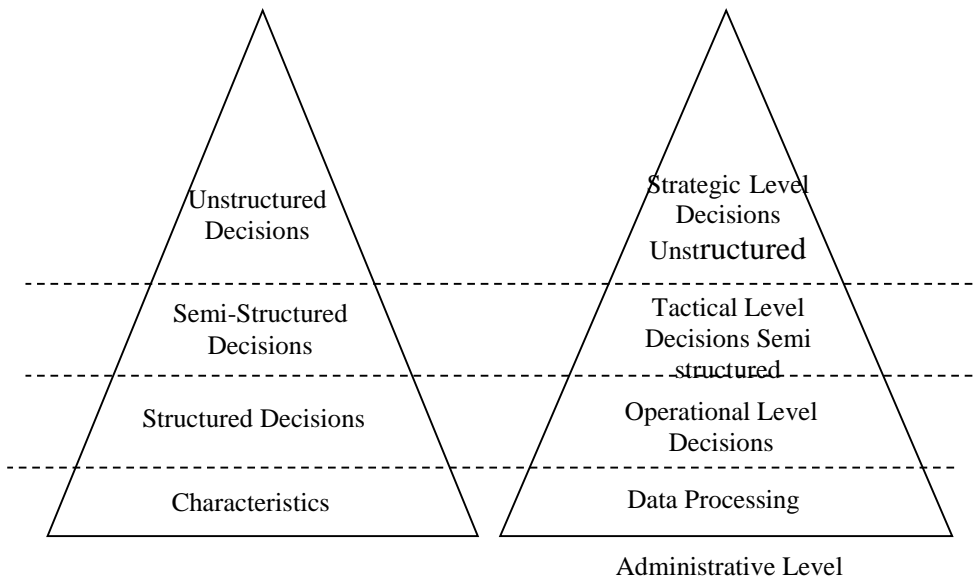 Unstructured
Decisions
Semi-Structured
Decisions
Structured Decisions
Characteristics
Strategic Level
Decisions
Unstructured
Tactical Level
Decisions Semi
structured
Operational Level
Decisions
Data Processing
Administrative Level